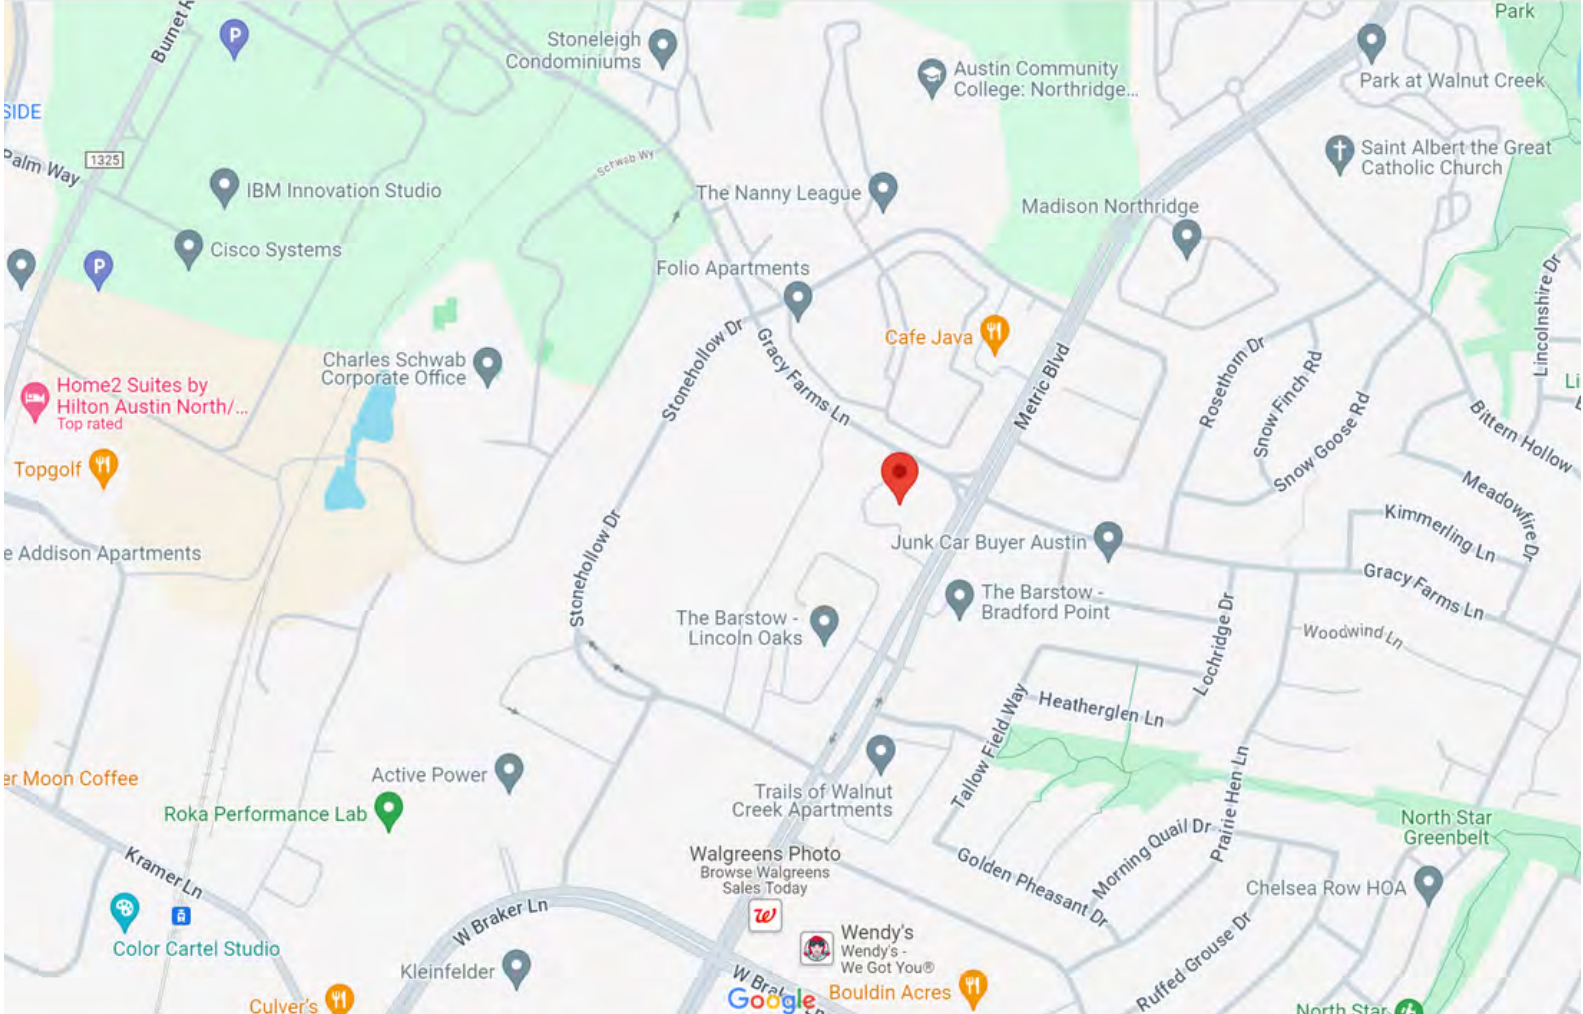 Park
Burnet R
P
Stoneleigh
Condominiums
Austin Community
College: Northridge...
Park at Walnut Creek
SIDE
Palm Way
1325
Schwab Wy
Saint Albert the Great
Catholic Church
IBM Innovation Studio
The Nanny League
Madison Northridge
Cisco Systems
P
Folio Apartments
Lincolnshire Dr
Stonehollow Dr
Gracy Farms Ln
Cafe Java
Metric Blvd
Rosethorn Dr
Snow Finch Rd
Snow Goose Rd
Charles Schwab
Corporate Office
Home2 Suites by
Hilton Austin North/...
Top rated
Li
Bittern Hollow
Topgolf
Meadowfire Dr
Kimmerling Ln
Stonehollow Dr
Junk Car Buyer Austin
e Addison Apartments
Gracy Farms Ln
The Barstow -
Bradford Point
The Barstow -
Lincoln Oaks
Lochridge Dr
Woodwind Ln
Heatherglen Ln
Tallow Field Way
Prairie Hen Ln
er Moon Coffee
Active Power
Trails of Walnut
Creek Apartments
Roka Performance Lab
North Star
Greenbelt
Morning Quail Dr
Golden Pheasant Dr
Walgreens Photo
Browse Walgreens
Sales Today
W
Kramer Ln
Chelsea Row HOA
W Braker Ln
Color Cartel Studio
Wendy's
Wendy's -
We Got You®
Ruffed Grouse Dr
Kleinfelder
W Braker Ln
Google
Bouldin Acres
Culver's
North Star